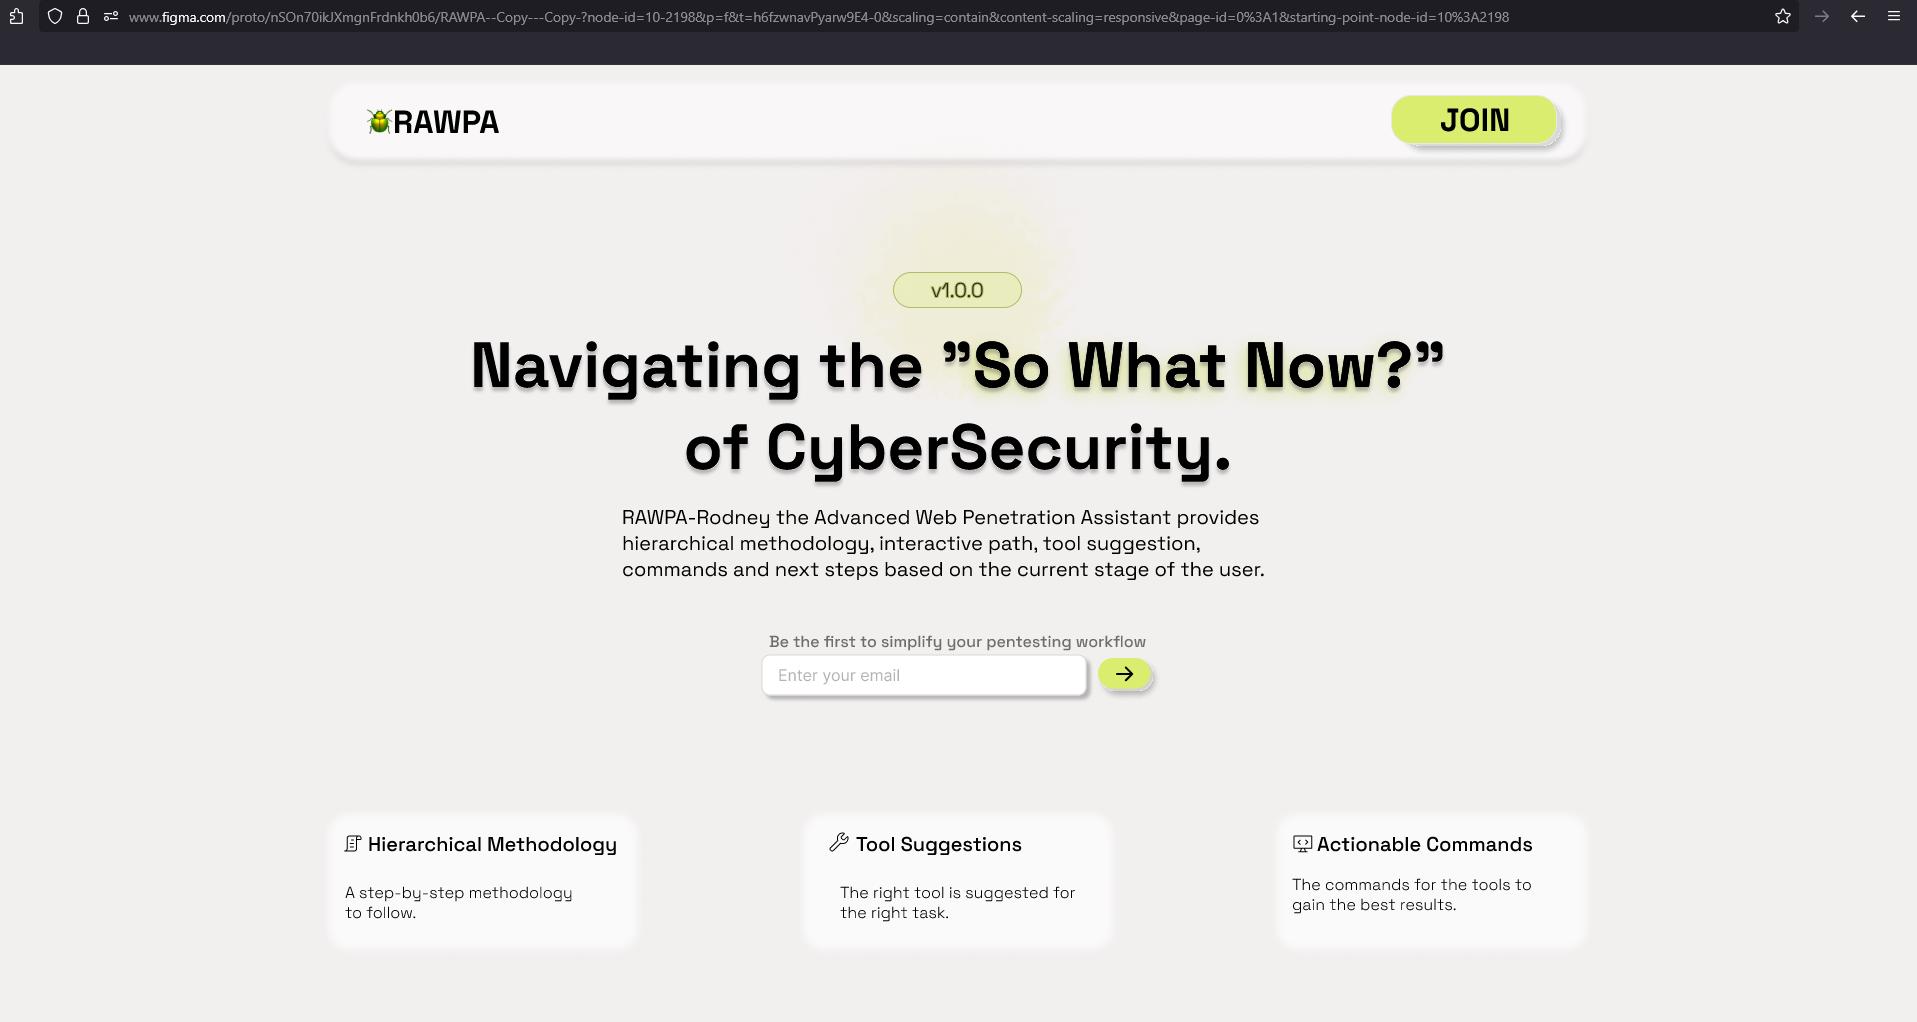 www.figma.com/proto/nSOn70ikJXmgnFrdnkh0b6/RAWPA--Copy---Copy-?node-id=10-2198&p=f&t=h6fzwnavPyarw9E4-0&scaling=contain&content-scaling=responsive&page-id=0%3A1&starting-point-node-id=10%3A2198
RAWPA
JOIN
v1.0.0
Navigating the ”So What Now?”
of CyberSecurity.
RAWPA-Rodney the Advanced Web Penetration Assistant provides
hierarchical methodology, interactive path, tool suggestion,
commands and next steps based on the current stage of the user.
Be the first to simplify your pentesting workflow
Enter your email
Hierarchical Methodology
A step-by-step methodology
to follow.
Tool Suggestions
The right tool is suggested for
the right task.
Actionable Commands
The commands for the tools to
gain the best results.